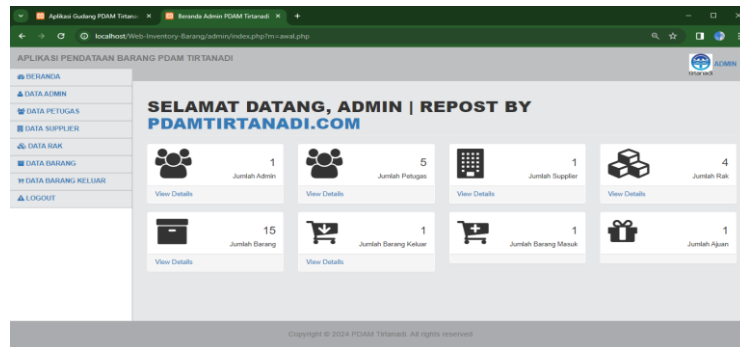 Aplikasi Gudang PDAM Tirtana
Beranda Admin PDAM Tirtanadi
localhost/Web-Inventory-Barang/admin/index.php?m=awal.php
APLIKASI PENDATAAN BARANG PDAM TIRTANADI
tirtanadi
ADMIN
BERANDA
DATA ADMIN
DATA PETUGAS
DATA SUPPLIER
DATA RAK
DATA BARANG
DATA BARANG KELUAR
LOGOUT
SELAMAT DATANG, ADMIN | REPOST BY
PDAMTIRTANADI.COM
1
Jumlah Admin
View Details
5
Jumlah Petugas
View Details
1
Jumlah Supplier
View Details
4
Jumlah Rak
View Details
15
Jumlah Barang
View Details
1
Jumlah Barang Keluar
View Details
1
Jumlah Barang Masuk
1
Jumlah Ajuan
Copyright © 2024 PDAM Tirtanadi. All rights reserved